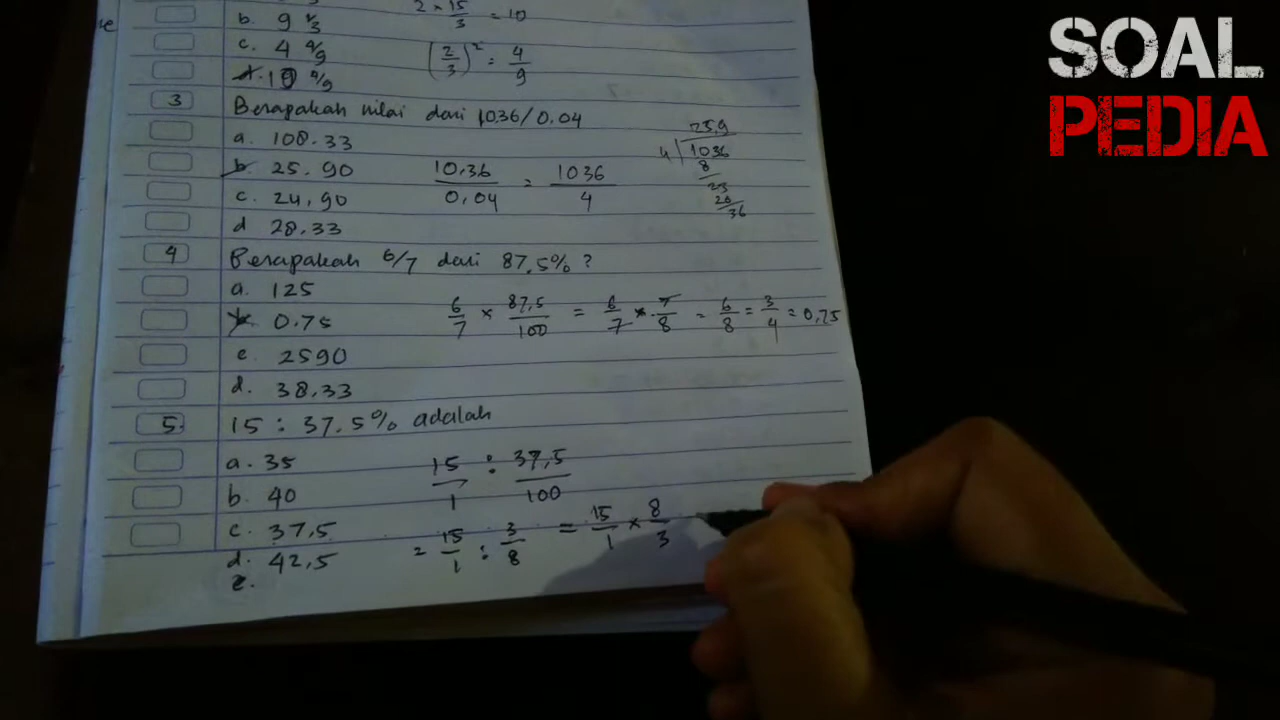 SOAL
PEDIA
b. 9 2/3
2 × 15/3 = 10
c. 4 4/9
(2/3)² = 4/9
d. 10 4/9
3 Berapakah nilai dari 10.36/0.04
a. 108.33
b. 25.90
10,36/0,04 = 1036/4
c. 24,90
d 28.33
259
4 1036
8
23
20
36
4 Berapakah 6/7 dari 87.5% ?
a. 125
b. 0.75
6/7 × 87,5/100 = 6/7 × 7/8 = 6/8 = 3/4 = 0,75
c. 2590
d. 38.33
5. 15 : 37.5% adalah
a. 35
b. 40
c. 37,5
d. 42,5
e.
15/1 : 37,5/100
= 15/1 : 3/8 = 15/1 × 8/3